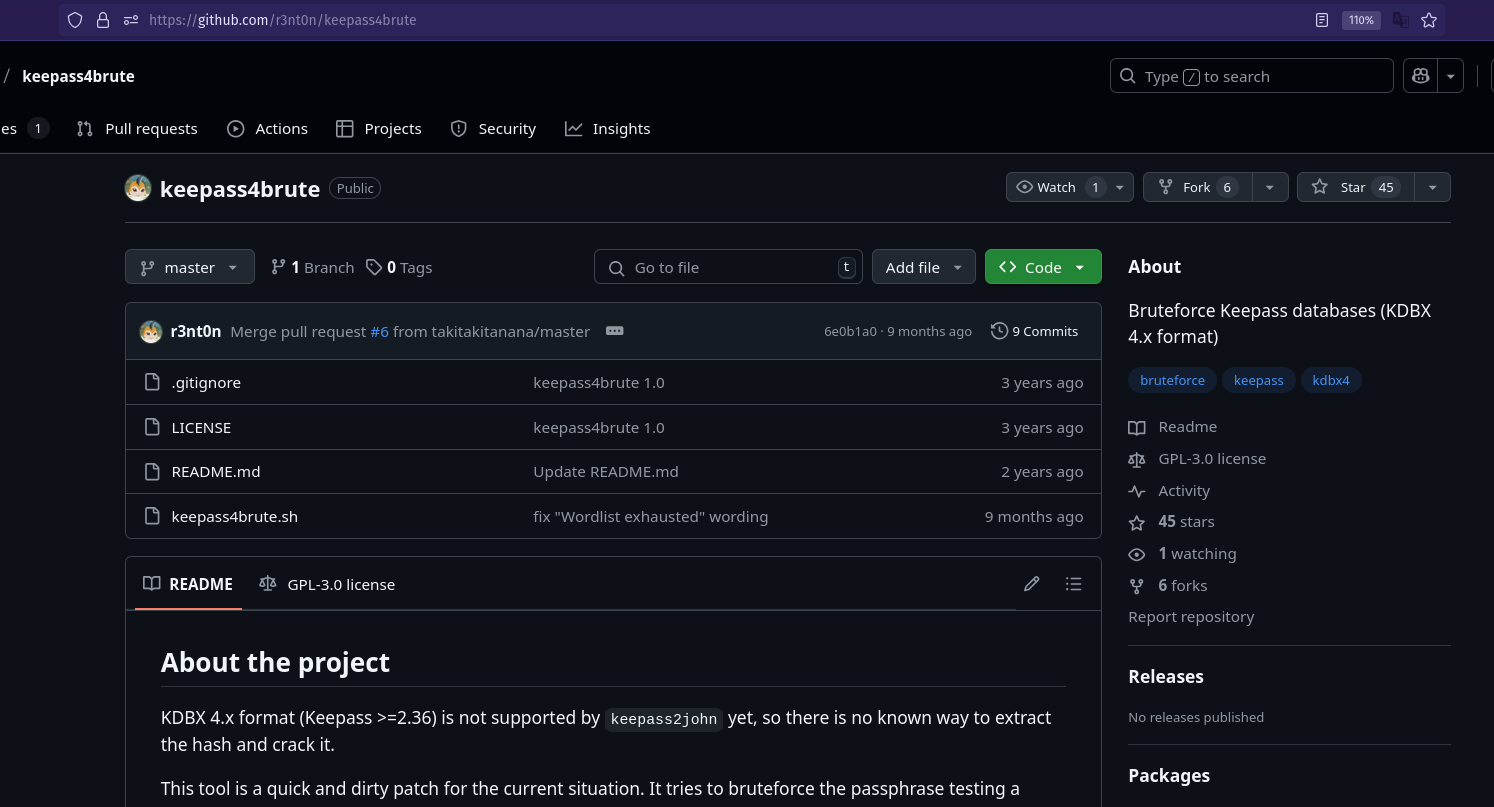 https://github.com/r3nt0n/keepass4brute
110%
/ keepass4brute
Type / to search
es 1 Pull requests Actions Projects Security Insights
keepass4brute Public
Watch 1 Fork 6 Star 45
master 1 Branch 0 Tags Go to file t Add file Code
r3nt0n Merge pull request #6 from takitakitanana/master 6e0b1a0 · 9 months ago 9 Commits
.gitignore keepass4brute 1.0 3 years ago
LICENSE keepass4brute 1.0 3 years ago
README.md Update README.md 2 years ago
keepass4brute.sh fix "Wordlist exhausted" wording 9 months ago
README GPL-3.0 license
About the project
KDBX 4.x format (Keepass >=2.36) is not supported by keepass2john yet, so there is no known way to extract
the hash and crack it.
This tool is a quick and dirty patch for the current situation. It tries to bruteforce the passphrase testing a
About
Bruteforce Keepass databases (KDBX
4.x format)
bruteforce keepass kdbx4
Readme
GPL-3.0 license
Activity
45 stars
1 watching
6 forks
Report repository
Releases
No releases published
Packages